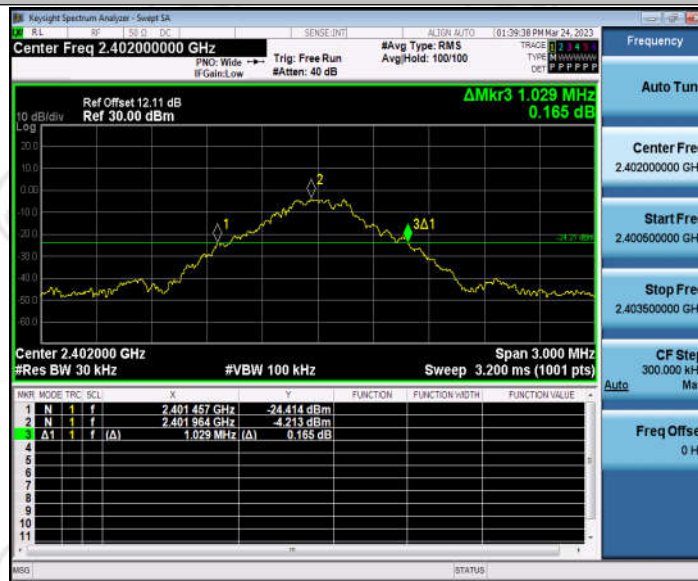 Keysight Spectrum Analyzer - Swept SA
RL RF 50 Ω DC SENSE:INT ALIGN AUTO 01:39:38 PM Mar 24, 2023
Center Freq 2.402000000 GHz
PNO: Wide
IFGain:Low
Trig: Free Run
#Atten: 40 dB
#Avg Type: RMS
Avg|Hold: 100/100
TRACE 1 2 3 4 5 6
TYPE M W W W W W
DET P P P P P P
Frequency
Auto Tun
Center Fre
2.402000000 GH
Start Fre
2.400500000 GH
Stop Fre
2.403500000 GH
CF Step
300.000 kH
Auto Ma
Freq Offse
0 H
Ref Offset 12.11 dB
10 dB/div Ref 30.00 dBm
Log
ΔMkr3 1.029 MHz
0.165 dB
20.0
10.0
0.00
-10.0
-20.0
-30.0
-40.0
-50.0
-60.0
1
2
3Δ1
-24.21 dBm
Center 2.402000 GHz
#Res BW 30 kHz
#VBW 100 kHz
Span 3.000 MHz
Sweep 3.200 ms (1001 pts)
MKR MODE TRC SCL X Y FUNCTION FUNCTION WIDTH FUNCTION VALUE
1 N 1 f 2.401 457 GHz -24.414 dBm
2 N 1 f 2.401 964 GHz -4.213 dBm
3 Δ1 1 f (Δ) 1.029 MHz (Δ) 0.165 dB
4
5
6
7
8
9
10
11
MSG STATUS